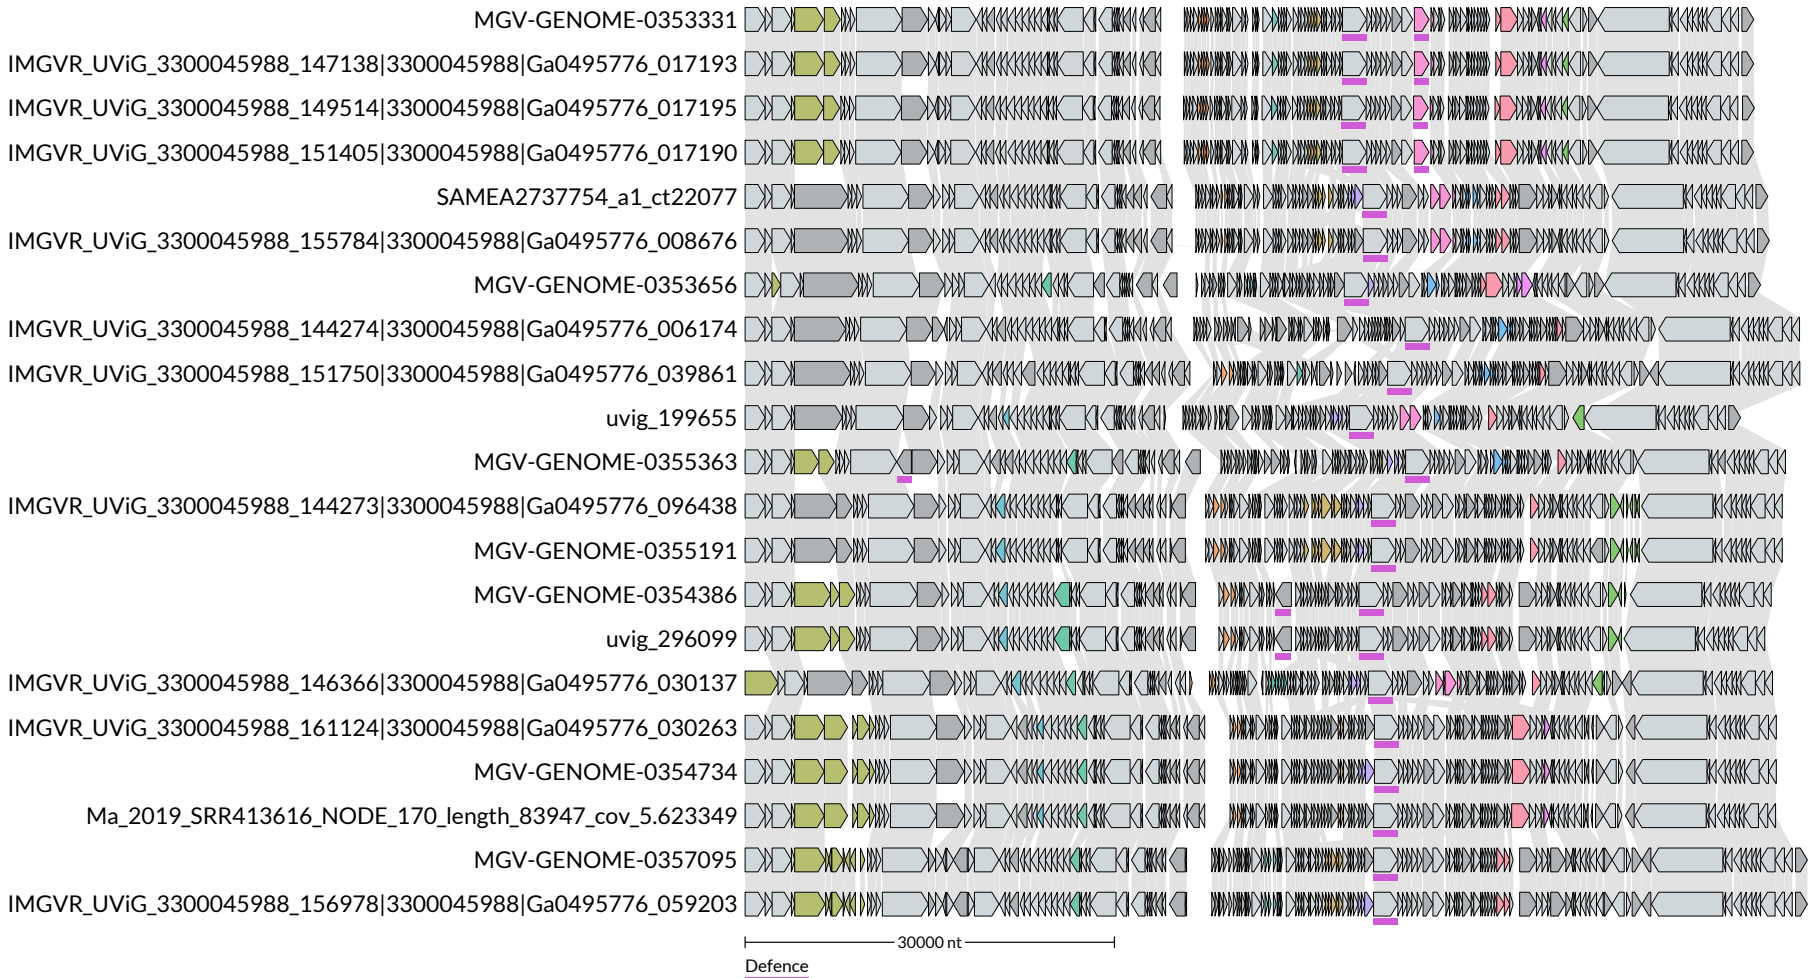 MGV-GENOME-0353331
IMGVR_UViG_3300045988_147138|3300045988|Ga0495776_017193
IMGVR_UViG_3300045988_149514|3300045988|Ga0495776_017195
IMGVR_UViG_3300045988_151405|3300045988|Ga0495776_017190
SAMEA2737754_a1_ct22077
IMGVR_UViG_3300045988_155784|3300045988|Ga0495776_008676
MGV-GENOME-0353656
IMGVR_UViG_3300045988_144274|3300045988|Ga0495776_006174
IMGVR_UViG_3300045988_151750|3300045988|Ga0495776_039861
uvig_199655
MGV-GENOME-0355363
IMGVR_UViG_3300045988_144273|3300045988|Ga0495776_096438
MGV-GENOME-0355191
MGV-GENOME-0354386
uvig_296099
IMGVR_UViG_3300045988_146366|3300045988|Ga0495776_030137
IMGVR_UViG_3300045988_161124|3300045988|Ga0495776_030263
MGV-GENOME-0354734
Ma_2019_SRR413616_NODE_170_length_83947_cov_5.623349
MGV-GENOME-0357095
IMGVR_UViG_3300045988_156978|3300045988|Ga0495776_059203
30000 nt
Defence